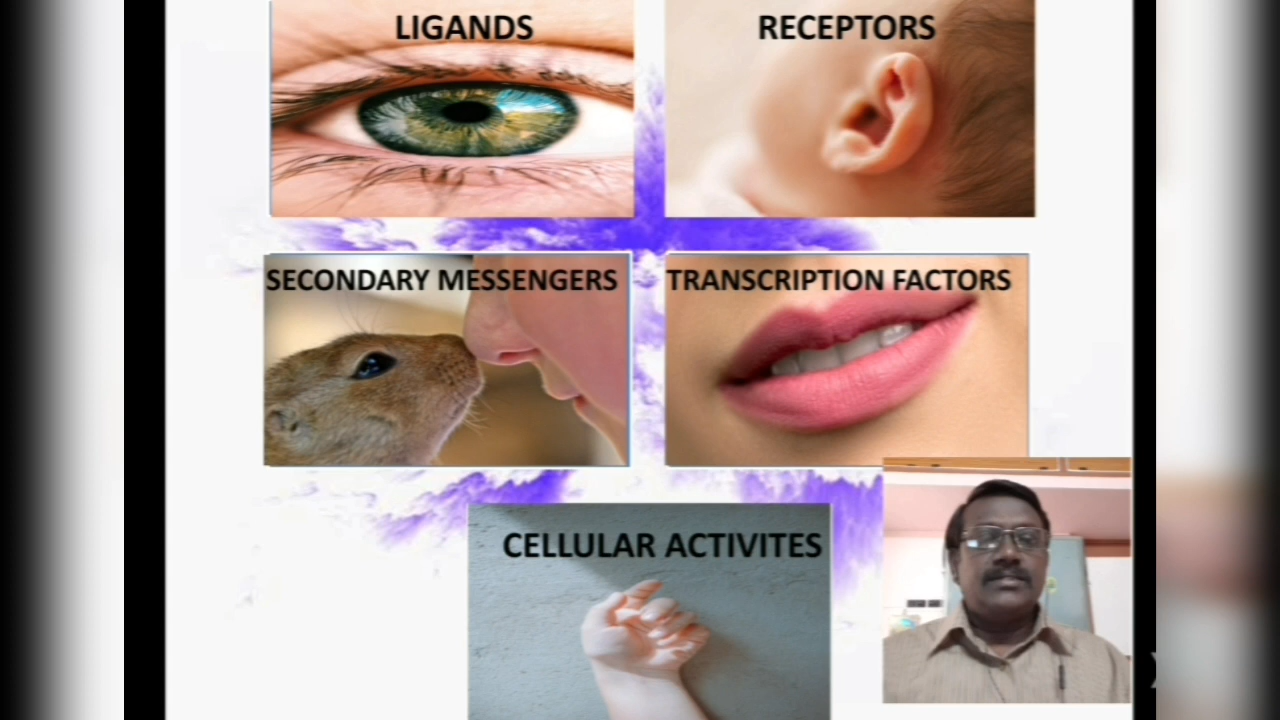 LIGANDS
RECEPTORS
SECONDARY MESSENGERS
TRANSCRIPTION FACTORS
CELLULAR ACTIVITES